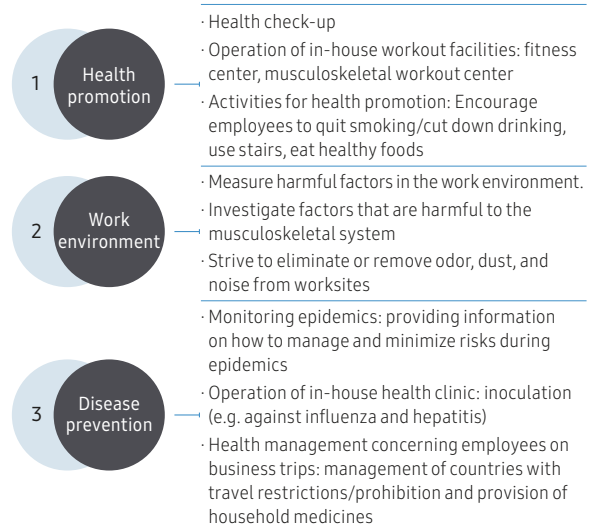 1
Health
promotion
· Health check-up
· Operation of in-house workout facilities: fitness
center, musculoskeletal workout center
· Activities for health promotion: Encourage
employees to quit smoking/cut down drinking,
use stairs, eat healthy foods
2
Work
environment
· Measure harmful factors in the work environment.
· Investigate factors that are harmful to the
musculoskeletal system
· Strive to eliminate or remove odor, dust, and
noise from worksites
3
Disease
prevention
· Monitoring epidemics: providing information
on how to manage and minimize risks during
epidemics
· Operation of in-house health clinic: inoculation
(e.g. against influenza and hepatitis)
· Health management concerning employees on
business trips: management of countries with
travel restrictions/prohibition and provision of
household medicines